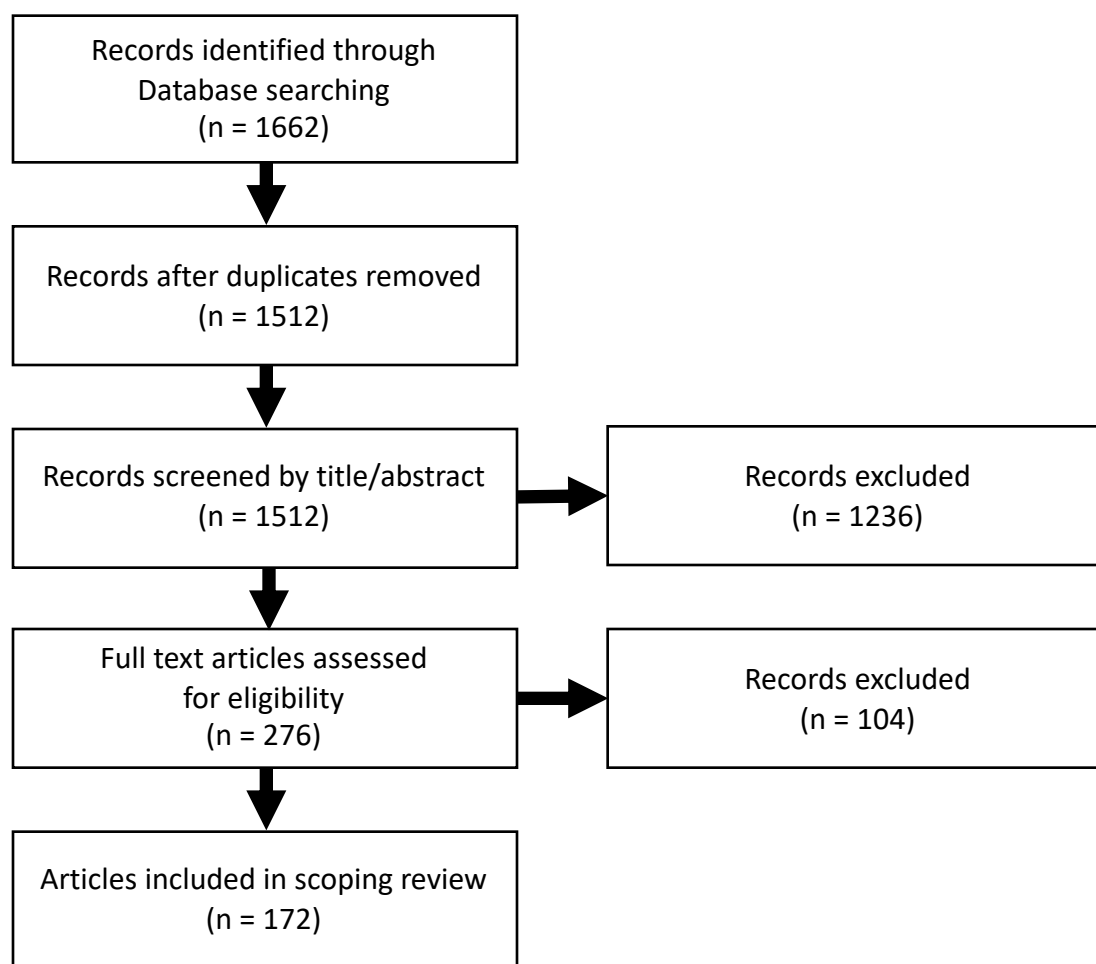 Records identified through
Database searching
(n = 1662)
Records after duplicates removed
(n = 1512)
Records screened by title/abstract
(n = 1512)
Records excluded
(n = 1236)
Full text articles assessed
for eligibility
(n = 276)
Records excluded
(n = 104)
Articles included in scoping review
(n = 172)